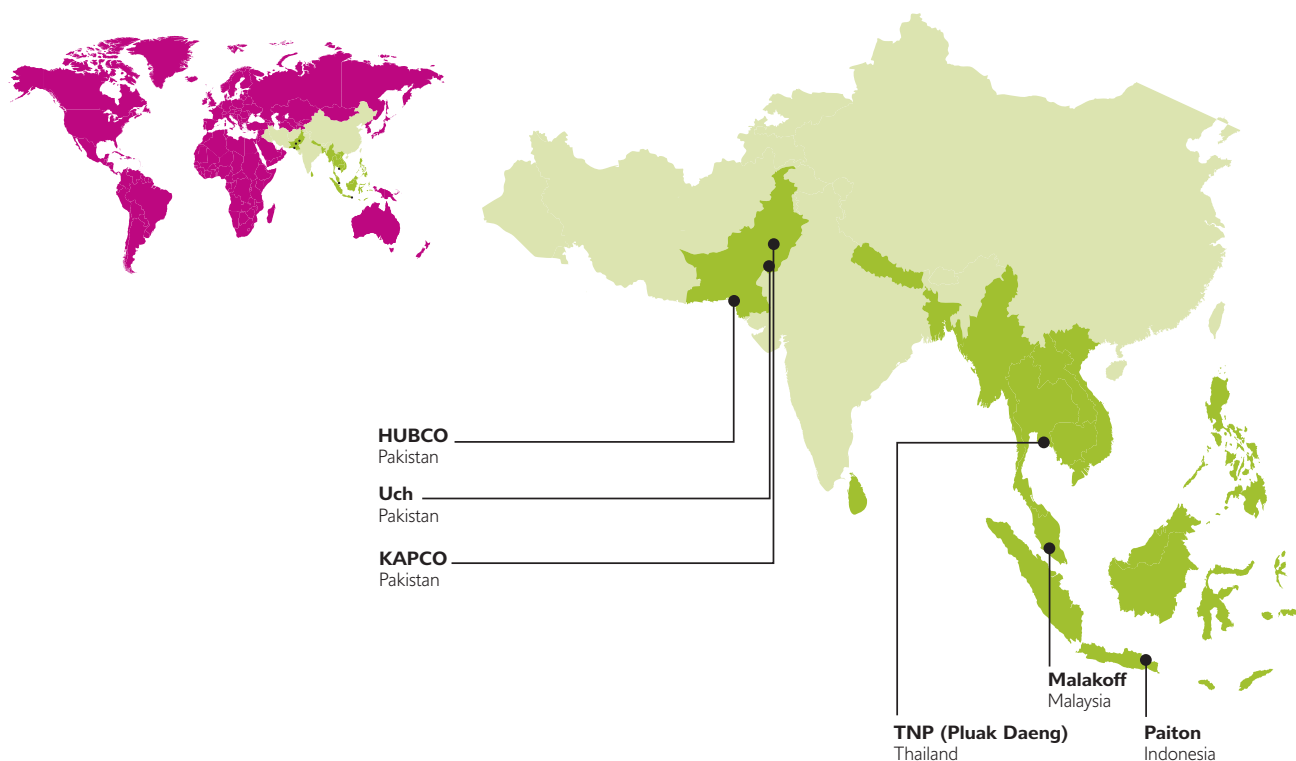 HUBCO
Pakistan
Uch
Pakistan
KAPCO
Pakistan
Malakoff
Malaysia
TNP (Pluak Daeng)
Thailand
Paiton
Indonesia